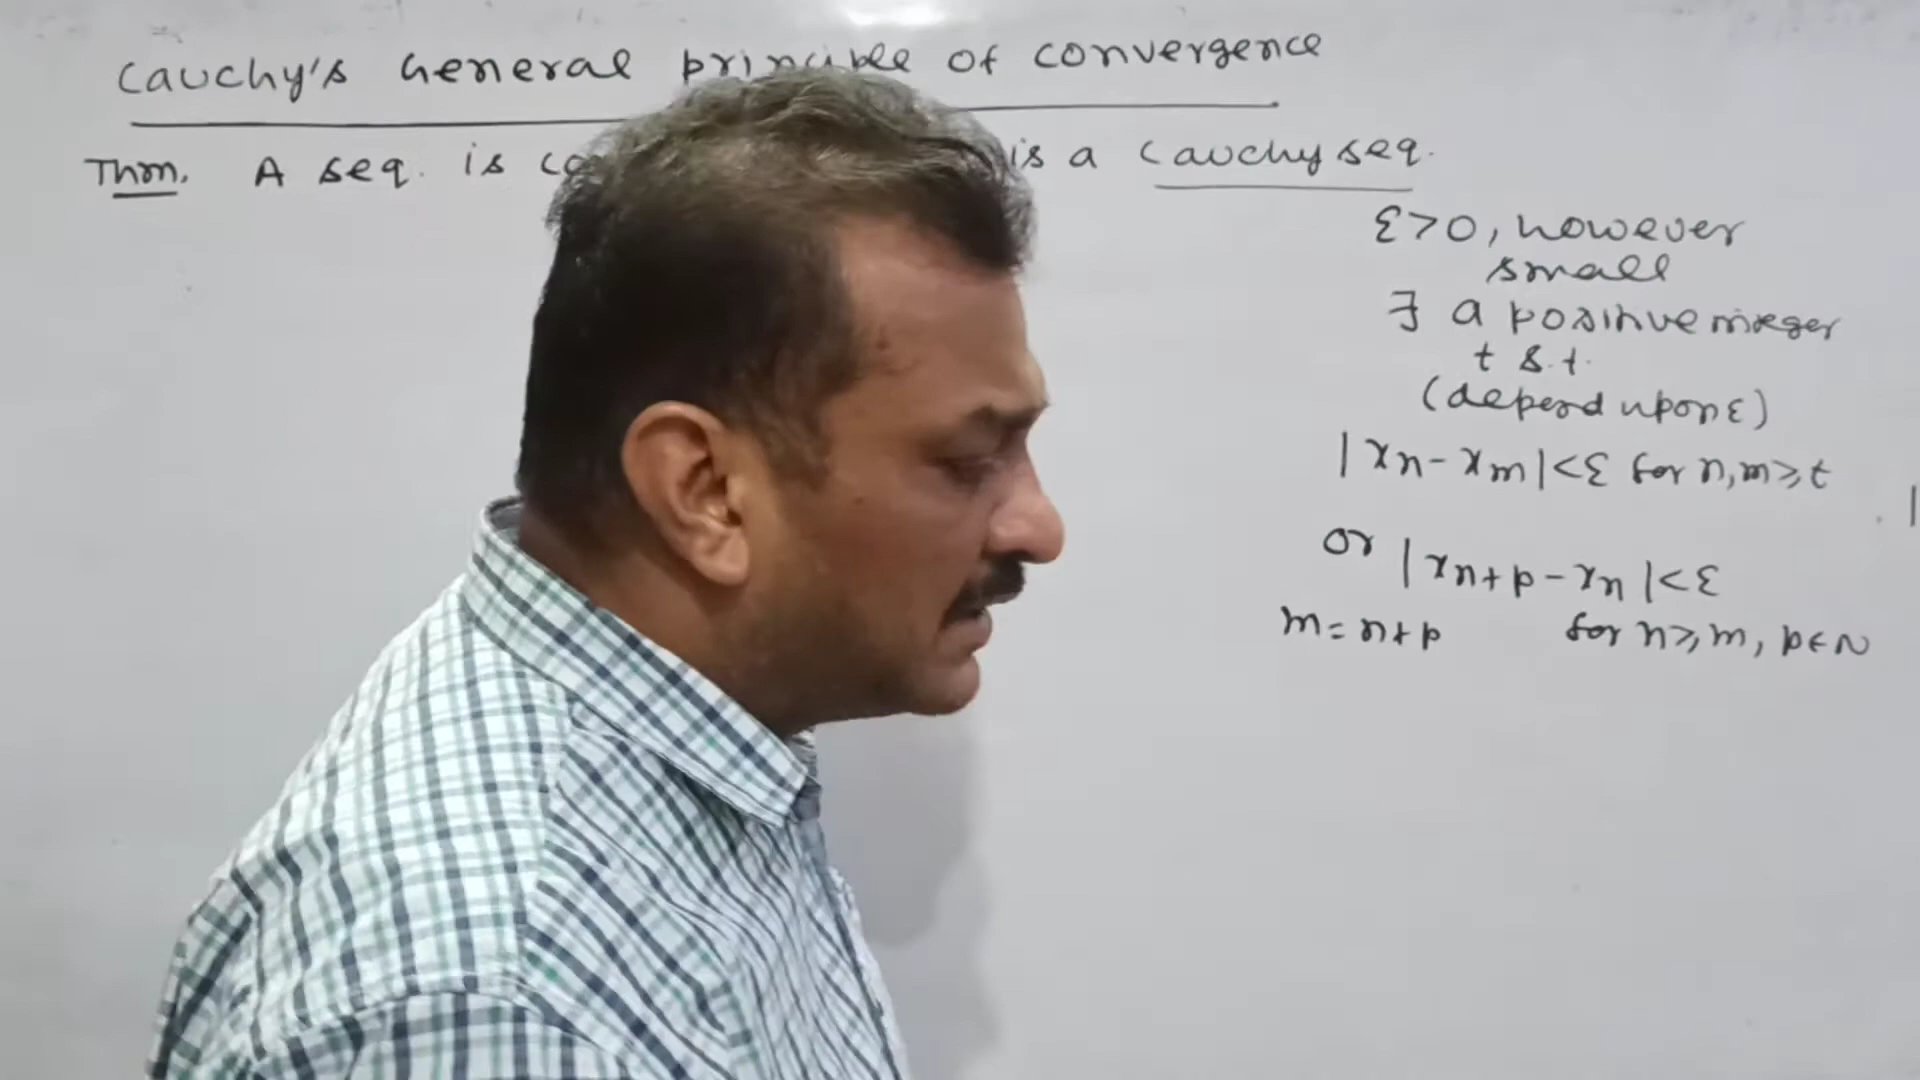 Cauchy's General principle of convergence
Thm. A seq. is is a Cauchy seq.
ε>0, however
small
∃ a positive integer
t s.t.
(depend upon ε)
|xn-xm|<ε for n,m≥t
or |xn+p-xn|<ε
m=n+p for n≥m, p∈N